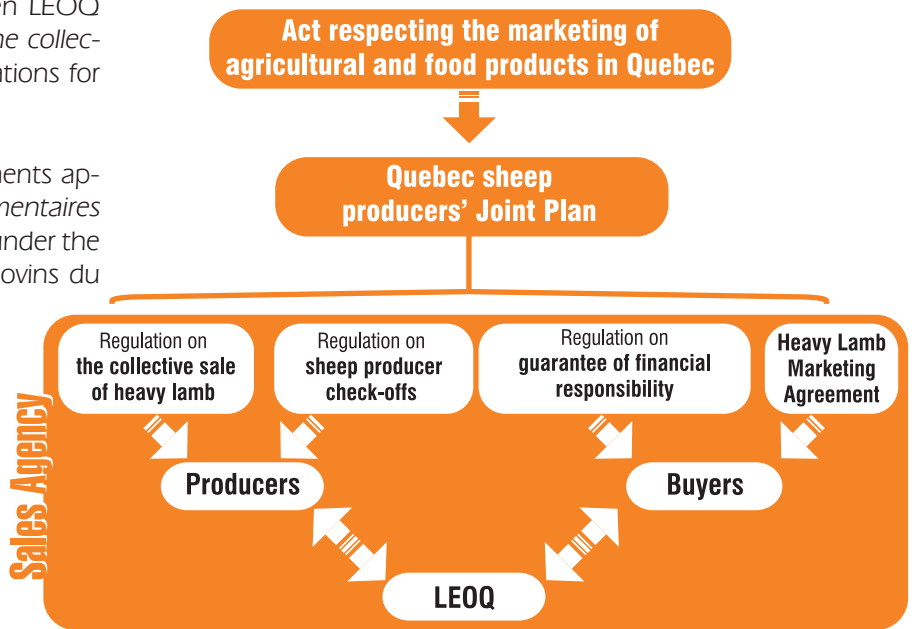 en LEOQ
ne collec-
ations for
nents ap-
mentaires
under the
ovins du
Act respecting the marketing of
agricultural and food products in Quebec
Quebec sheep
producers' Joint Plan
Regulation on
the collective sale
of heavy lamb
Regulation on
sheep producer
check-offs
Regulation on
guarantee of financial
responsibility
Heavy Lamb
Marketing
Agreement
Sales Agency
Producers
Buyers
LEOQ